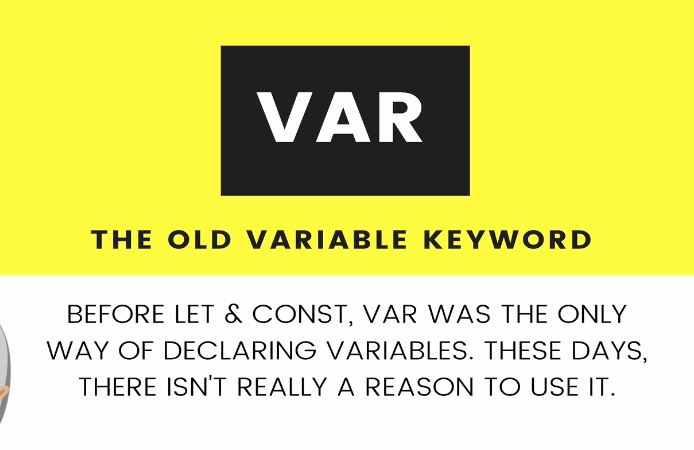 VAR
THE OLD VARIABLE KEYWORD
BEFORE LET & CONST, VAR WAS THE ONLY
WAY OF DECLARING VARIABLES. THESE DAYS,
THERE ISN'T REALLY A REASON TO USE IT.